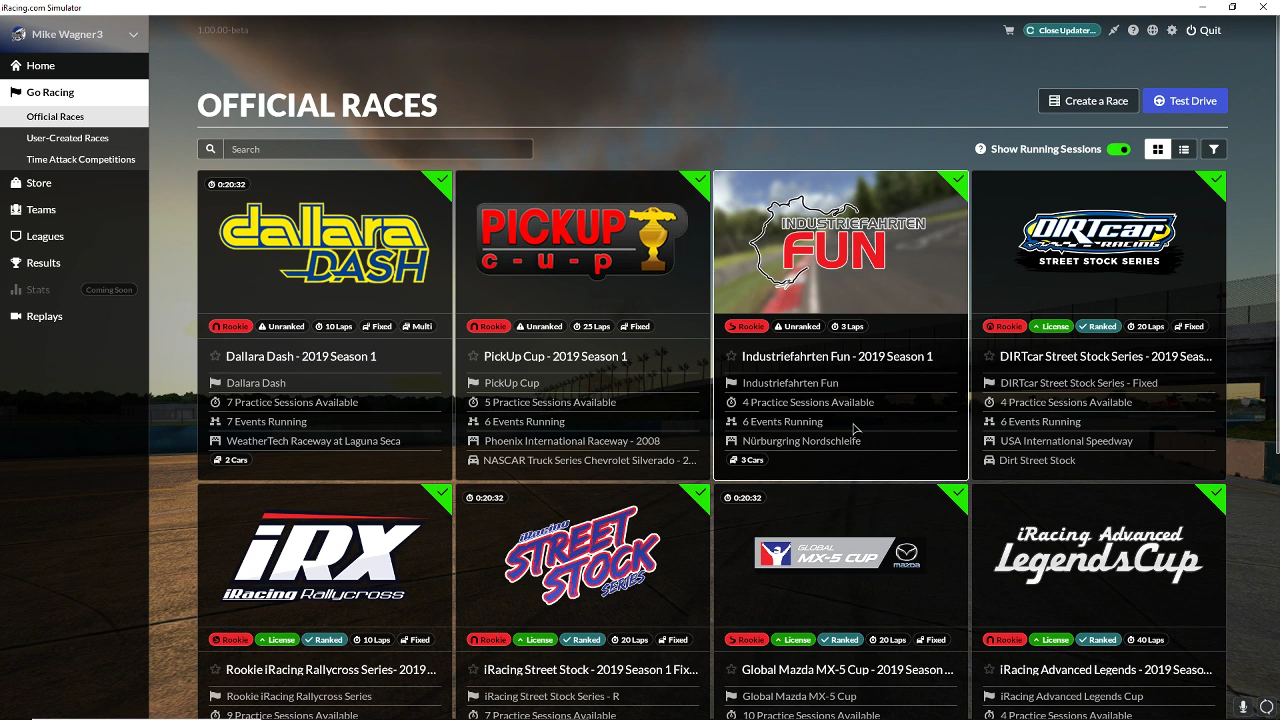 iRacing.com Simulator
Mike Wagner3
1.00.00-beta
Close Updater...
Quit
Home
Go Racing
Official Races
User-Created Races
Time Attack Competitions
Store
Teams
Leagues
Results
Stats
Coming Soon
Replays
OFFICIAL RACES
Create a Race
Test Drive
Search
Show Running Sessions
0:20:32
dallara
DASH
Rookie
Unranked
10 Laps
Fixed
Multi
Dallara Dash - 2019 Season 1
Dallara Dash
7 Practice Sessions Available
7 Events Running
WeatherTech Raceway at Laguna Seca
2 Cars
PICKUP
c-u-p
Rookie
Unranked
25 Laps
Fixed
PickUp Cup - 2019 Season 1
PickUp Cup
5 Practice Sessions Available
6 Events Running
Phoenix International Raceway - 2008
NASCAR Truck Series Chevrolet Silverado - 2...
INDUSTRIEFAHRTEN
FUN
Rookie
Unranked
3 Laps
Industriefahrten Fun - 2019 Season 1
Industriefahrten Fun
4 Practice Sessions Available
6 Events Running
Nürburgring Nordschleife
3 Cars
DIRTcar
RACING
STREET STOCK SERIES
Rookie
License
Ranked
20 Laps
Fixed
DIRTcar Street Stock Series - 2019 Seas...
DIRTcar Street Stock Series - Fixed
4 Practice Sessions Available
6 Events Running
USA International Speedway
Dirt Street Stock
iRX
iRacing Rallycross
Rookie
License
Ranked
10 Laps
Fixed
Rookie iRacing Rallycross Series- 2019 ...
Rookie iRacing Rallycross Series
9 Practice Sessions Available
0:20:32
iRacing
STREET
STOCK
SERIES
Rookie
License
Ranked
20 Laps
Fixed
iRacing Street Stock - 2019 Season 1 Fix...
iRacing Street Stock Series - R
7 Practice Sessions Available
0:20:32
GLOBAL
MX-5 CUP
mazda
Rookie
License
Ranked
20 Laps
Fixed
Global Mazda MX-5 Cup - 2019 Season ...
Global Mazda MX-5 Cup
10 Practice Sessions Available
iRacing Advanced
LegendsCup
Rookie
License
Ranked
40 Laps
iRacing Advanced Legends - 2019 Seaso...
iRacing Advanced Legends Cup
4 Practice Sessions Available